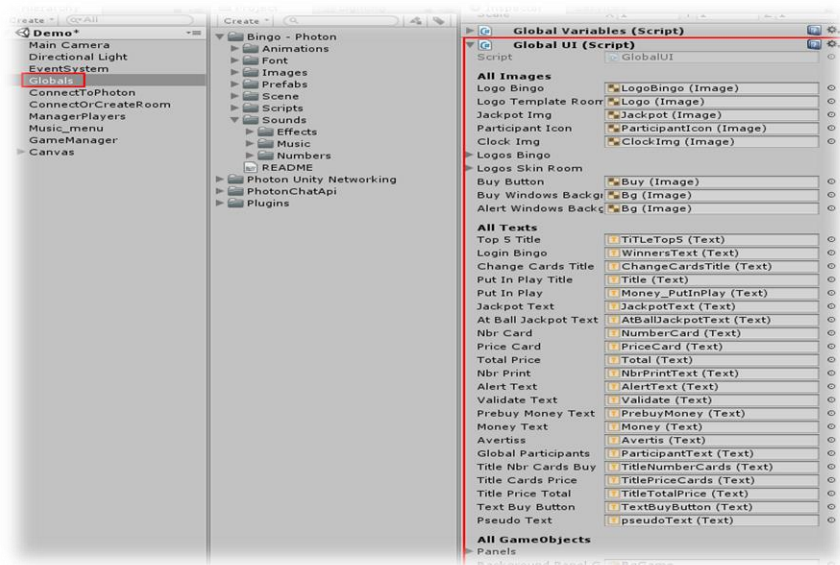 Create
All
Create
Demo*
Main Camera
Directional Light
EventSystem
Globals
ConnectToPhoton
ConnectOrCreateRoom
ManagerPlayers
Music_menu
GameManager
Canvas
Bingo - Photon
Animations
Font
Images
Prefabs
Scene
Scripts
Sounds
Effects
Music
Numbers
README
Photon Unity Networking
PhotonChatApi
Plugins
Global Variables (Script)
Global UI (Script)
Script GlobalUI
All Images
Logo Bingo LogoBingo (Image)
Logo Template Room Logo (Image)
Jackpot Img Jackpot (Image)
Participant Icon ParticipantIcon (Image)
Clock Img ClockImg (Image)
Logos Bingo
Logos Skin Room
Buy Button Buy (Image)
Buy Windows Backgr Bg (Image)
Alert Windows Backg Bg (Image)
All Texts
Top 5 Title TiTLeTop5 (Text)
Login Bingo WinnersText (Text)
Change Cards Title ChangeCardsTitle (Text)
Put In Play Title Title (Text)
Put In Play Money_PutInPlay (Text)
Jackpot Text JackpotText (Text)
At Ball Jackpot Text AtBallJackpotText (Text)
Nbr Card NumberCard (Text)
Price Card PriceCard (Text)
Total Price Total (Text)
Nbr Print NbrPrintText (Text)
Alert Text AlertText (Text)
Validate Text Validate (Text)
Prebuy Money Text PrebuyMoney (Text)
Money Text Money (Text)
Avertiss Avertis (Text)
Global Participants ParticipantText (Text)
Title Nbr Cards Buy TitleNumberCards (Text)
Title Cards Price TitlePriceCards (Text)
Title Price Total TitleTotalPrice (Text)
Text Buy Button TextBuyButton (Text)
Pseudo Text pseudoText (Text)
All GameObjects
Panels